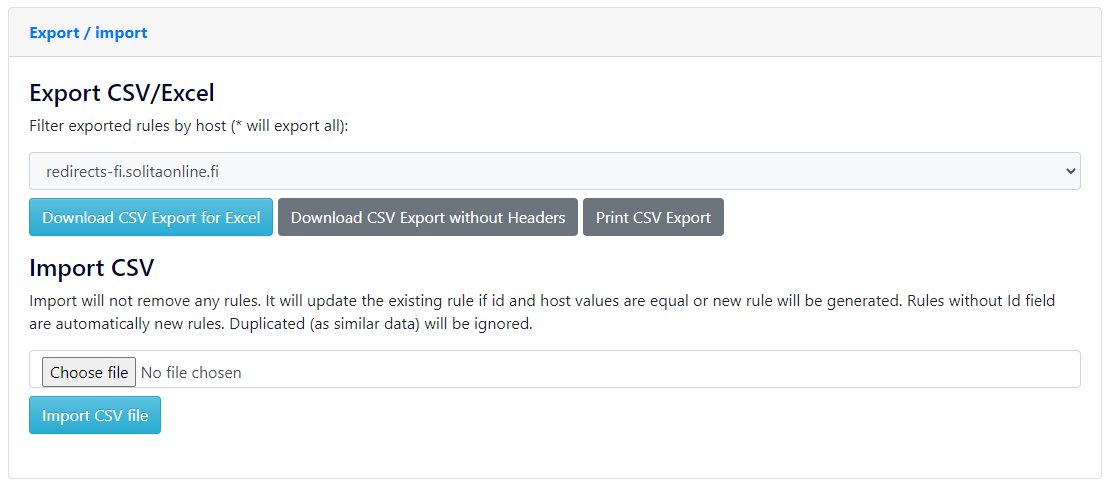 Export / import
Export CSV/Excel
Filter exported rules by host (* will export all):
redirects-fi.solitaonline.fi
Download CSV Export for Excel
Download CSV Export without Headers
Print CSV Export
Import CSV
Import will not remove any rules. It will update the existing rule if id and host values are equal or new rule will be generated. Rules without Id field
are automatically new rules. Duplicated (as similar data) will be ignored.
Choose file No file chosen
Import CSV file